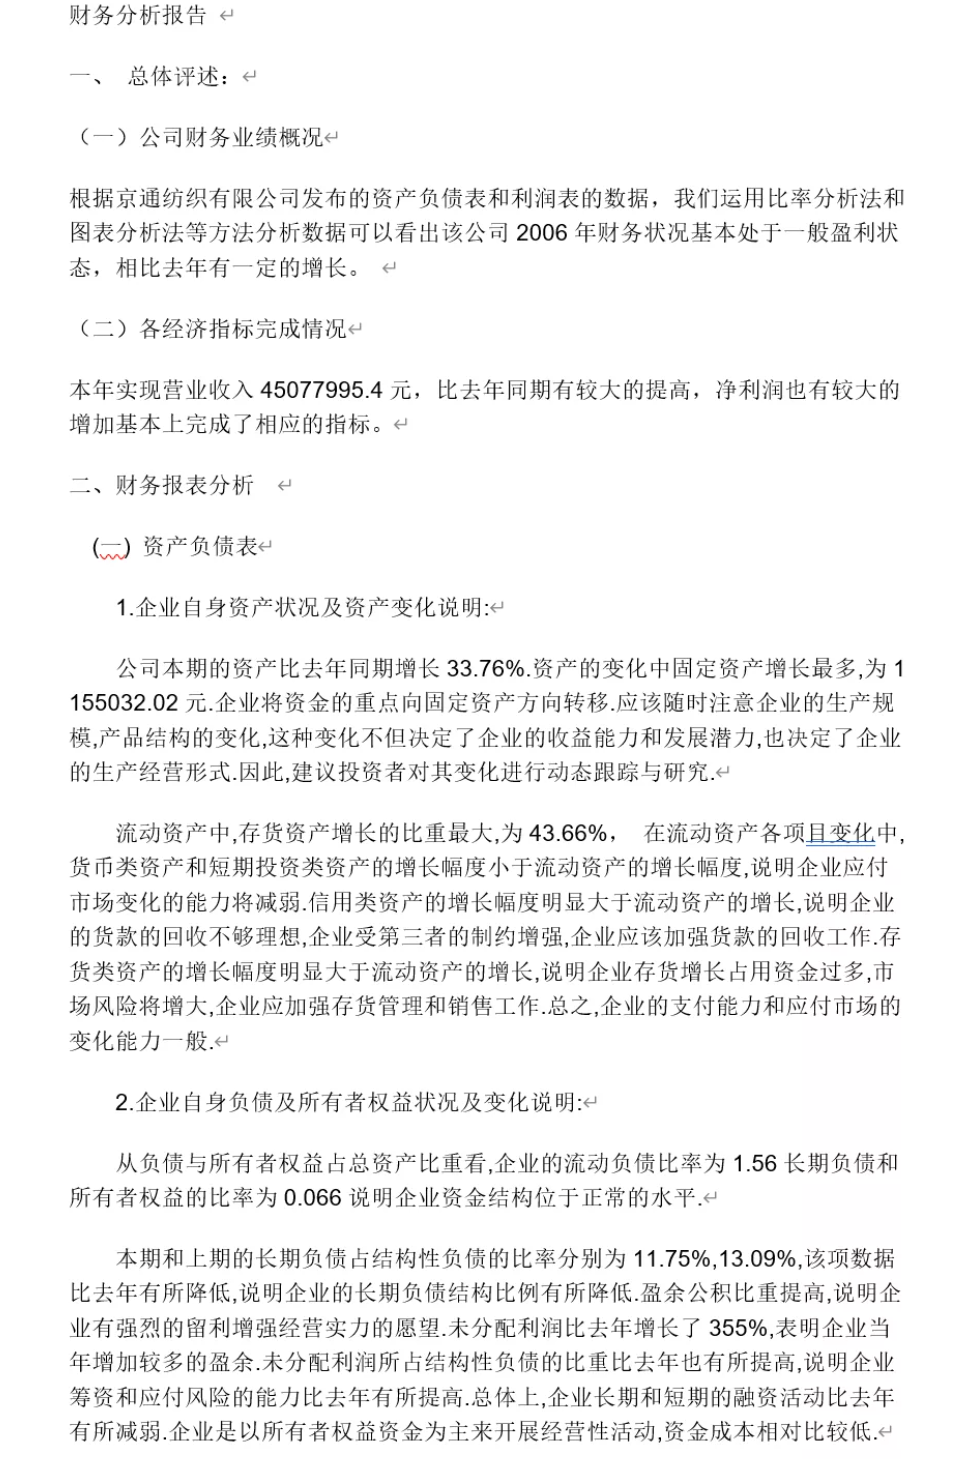 财务分析报告
一、 总体评述：
（一）公司财务业绩概况
根据京通纺织有限公司发布的资产负债表和利润表的数据，我们运用比率分析法和
图表分析法等方法分析数据可以看出该公司 2006 年财务状况基本处于一般盈利状
态，相比去年有一定的增长。
（二）各经济指标完成情况
本年实现营业收入 45077995.4 元，比去年同期有较大的提高，净利润也有较大的
增加基本上完成了相应的指标。
二、财务报表分析
(一) 资产负债表
1.企业自身资产状况及资产变化说明:
公司本期的资产比去年同期增长 33.76%.资产的变化中固定资产增长最多,为 1
155032.02 元.企业将资金的重点向固定资产方向转移.应该随时注意企业的生产规
模,产品结构的变化,这种变化不但决定了企业的收益能力和发展潜力,也决定了企业
的生产经营形式.因此,建议投资者对其变化进行动态跟踪与研究.
流动资产中,存货资产增长的比重最大,为 43.66%， 在流动资产各项目变化中,
货币类资产和短期投资类资产的增长幅度小于流动资产的增长幅度,说明企业应付
市场变化的能力将减弱.信用类资产的增长幅度明显大于流动资产的增长,说明企业
的货款的回收不够理想,企业受第三者的制约增强,企业应该加强货款的回收工作.存
货类资产的增长幅度明显大于流动资产的增长,说明企业存货增长占用资金过多,市
场风险将增大,企业应加强存货管理和销售工作.总之,企业的支付能力和应付市场的
变化能力一般.
2.企业自身负债及所有者权益状况及变化说明:
从负债与所有者权益占总资产比重看,企业的流动负债比率为 1.56 长期负债和
所有者权益的比率为 0.066 说明企业资金结构位于正常的水平.
本期和上期的长期负债占结构性负债的比率分别为 11.75%,13.09%,该项数据
比去年有所降低,说明企业的长期负债结构比例有所降低.盈余公积比重提高,说明企
业有强烈的留利增强经营实力的愿望.未分配利润比去年增长了 355%,表明企业当
年增加较多的盈余.未分配利润所占结构性负债的比重比去年也有所提高,说明企业
筹资和应付风险的能力比去年有所提高.总体上,企业长期和短期的融资活动比去年
有所减弱.企业是以所有者权益资金为主来开展经营性活动,资金成本相对比较低.